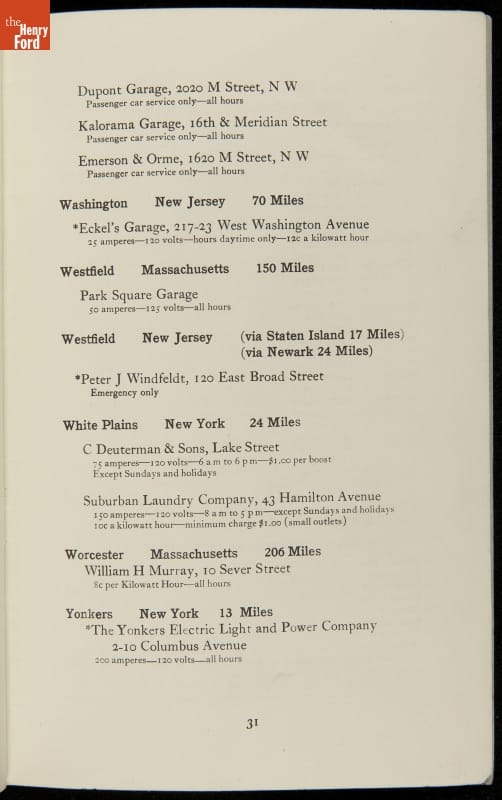 the
Henry
Ford
Dupont Garage, 2020 M Street, N W
Passenger car service only—all hours
Kalorama Garage, 16th & Meridian Street
Passenger car service only—all hours
Emerson & Orme, 1620 M Street, N W
Passenger car service only—all hours
Washington New Jersey 70 Miles
*Eckel's Garage, 217-23 West Washington Avenue
25 amperes—120 volts—hours daytime only—12c a kilowatt hour
Westfield Massachusetts 150 Miles
Park Square Garage
50 amperes—125 volts—all hours
Westfield New Jersey (via Staten Island 17 Miles)
(via Newark 24 Miles)
*Peter J Windfeldt, 120 East Broad Street
Emergency only
White Plains New York 24 Miles
C Deuterman & Sons, Lake Street
75 amperes—120 volts—6 a m to 6 p m—$1.00 per boost
Except Sundays and holidays
Suburban Laundry Company, 43 Hamilton Avenue
150 amperes—120 volts—8 a m to 5 p m—except Sundays and holidays
10c a kilowatt hour—minimum charge $1.00 (small outlets)
Worcester Massachusetts 206 Miles
William H Murray, 10 Sever Street
8c per Kilowatt Hour—all hours
Yonkers New York 13 Miles
*The Yonkers Electric Light and Power Company
2-10 Columbus Avenue
200 amperes—120 volts—all hours
31